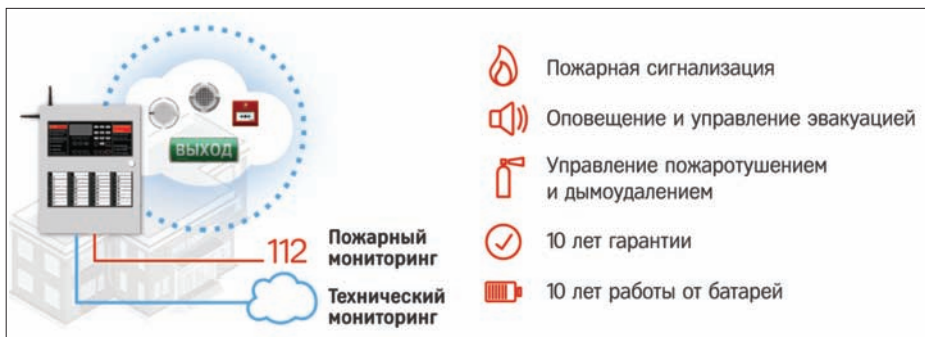 ВЫХОД
112
Пожарный
мониторинг
Технический
мониторинг
Пожарная сигнализация
Оповещение и управление эвакуацией
Управление пожаротушением
и дымоудалением
10 лет гарантии
10 лет работы от батарей